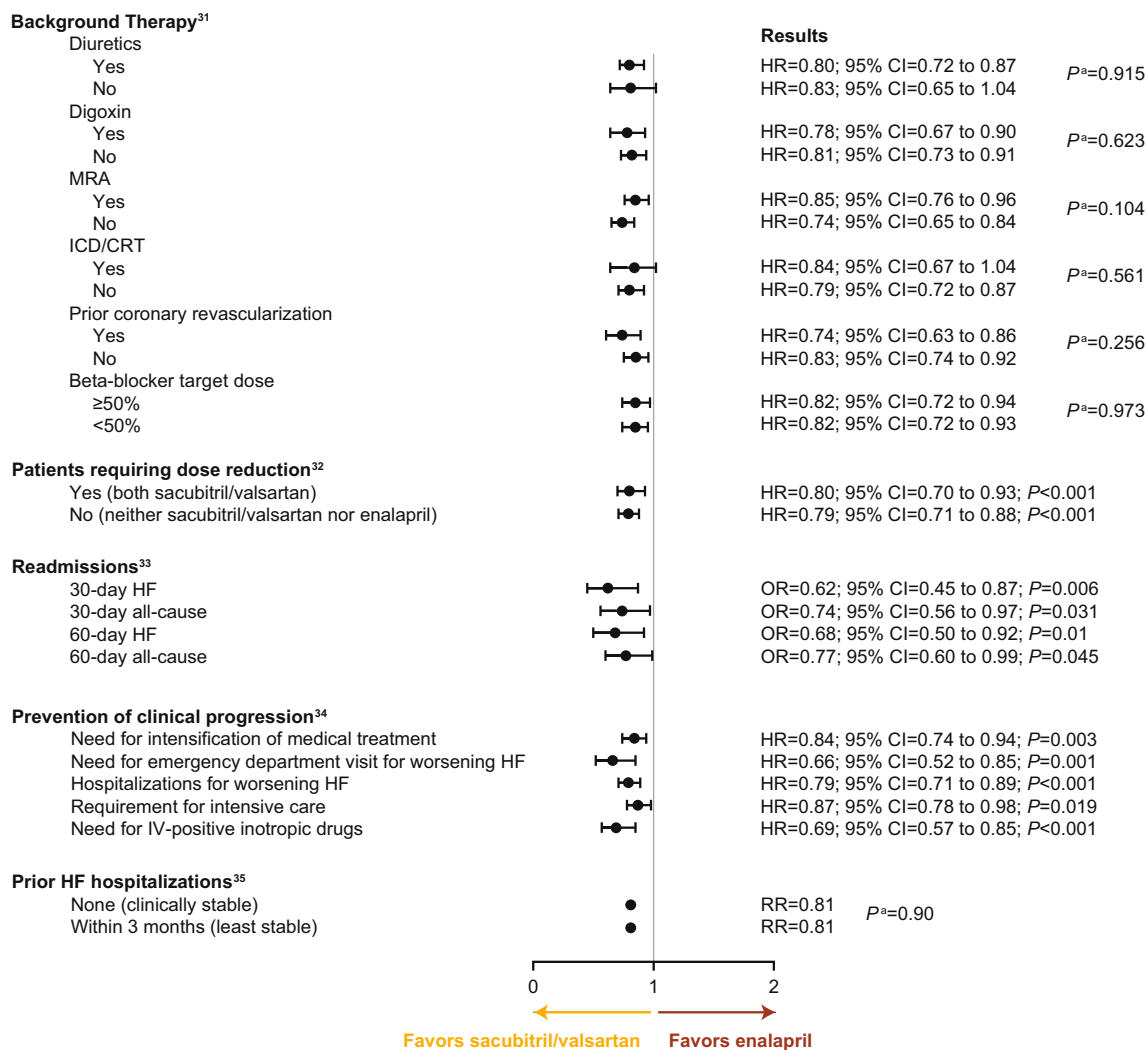 Background Therapy³¹
Results
Diuretics
Yes HR=0.80; 95% CI=0.72 to 0.87
Pᵃ=0.915
No HR=0.83; 95% CI=0.65 to 1.04
Digoxin
Yes HR=0.78; 95% CI=0.67 to 0.90
Pᵃ=0.623
No HR=0.81; 95% CI=0.73 to 0.91
MRA
Yes HR=0.85; 95% CI=0.76 to 0.96
Pᵃ=0.104
No HR=0.74; 95% CI=0.65 to 0.84
ICD/CRT
Yes HR=0.84; 95% CI=0.67 to 1.04
Pᵃ=0.561
No HR=0.79; 95% CI=0.72 to 0.87
Prior coronary revascularization
Yes HR=0.74; 95% CI=0.63 to 0.86
Pᵃ=0.256
No HR=0.83; 95% CI=0.74 to 0.92
Beta-blocker target dose
≥50% HR=0.82; 95% CI=0.72 to 0.94
Pᵃ=0.973
<50% HR=0.82; 95% CI=0.72 to 0.93
Patients requiring dose reduction³²
Yes (both sacubitril/valsartan) HR=0.80; 95% CI=0.70 to 0.93; P<0.001
No (neither sacubitril/valsartan nor enalapril) HR=0.79; 95% CI=0.71 to 0.88; P<0.001
Readmissions³³
30-day HF OR=0.62; 95% CI=0.45 to 0.87; P=0.006
30-day all-cause OR=0.74; 95% CI=0.56 to 0.97; P=0.031
60-day HF OR=0.68; 95% CI=0.50 to 0.92; P=0.01
60-day all-cause OR=0.77; 95% CI=0.60 to 0.99; P=0.045
Prevention of clinical progression³⁴
Need for intensification of medical treatment HR=0.84; 95% CI=0.74 to 0.94; P=0.003
Need for emergency department visit for worsening HF HR=0.66; 95% CI=0.52 to 0.85; P=0.001
Hospitalizations for worsening HF HR=0.79; 95% CI=0.71 to 0.89; P<0.001
Requirement for intensive care HR=0.87; 95% CI=0.78 to 0.98; P=0.019
Need for IV-positive inotropic drugs HR=0.69; 95% CI=0.57 to 0.85; P<0.001
Prior HF hospitalizations³⁵
None (clinically stable) RR=0.81
Pᵃ=0.90
Within 3 months (least stable) RR=0.81
0 1 2
Favors sacubitril/valsartan Favors enalapril